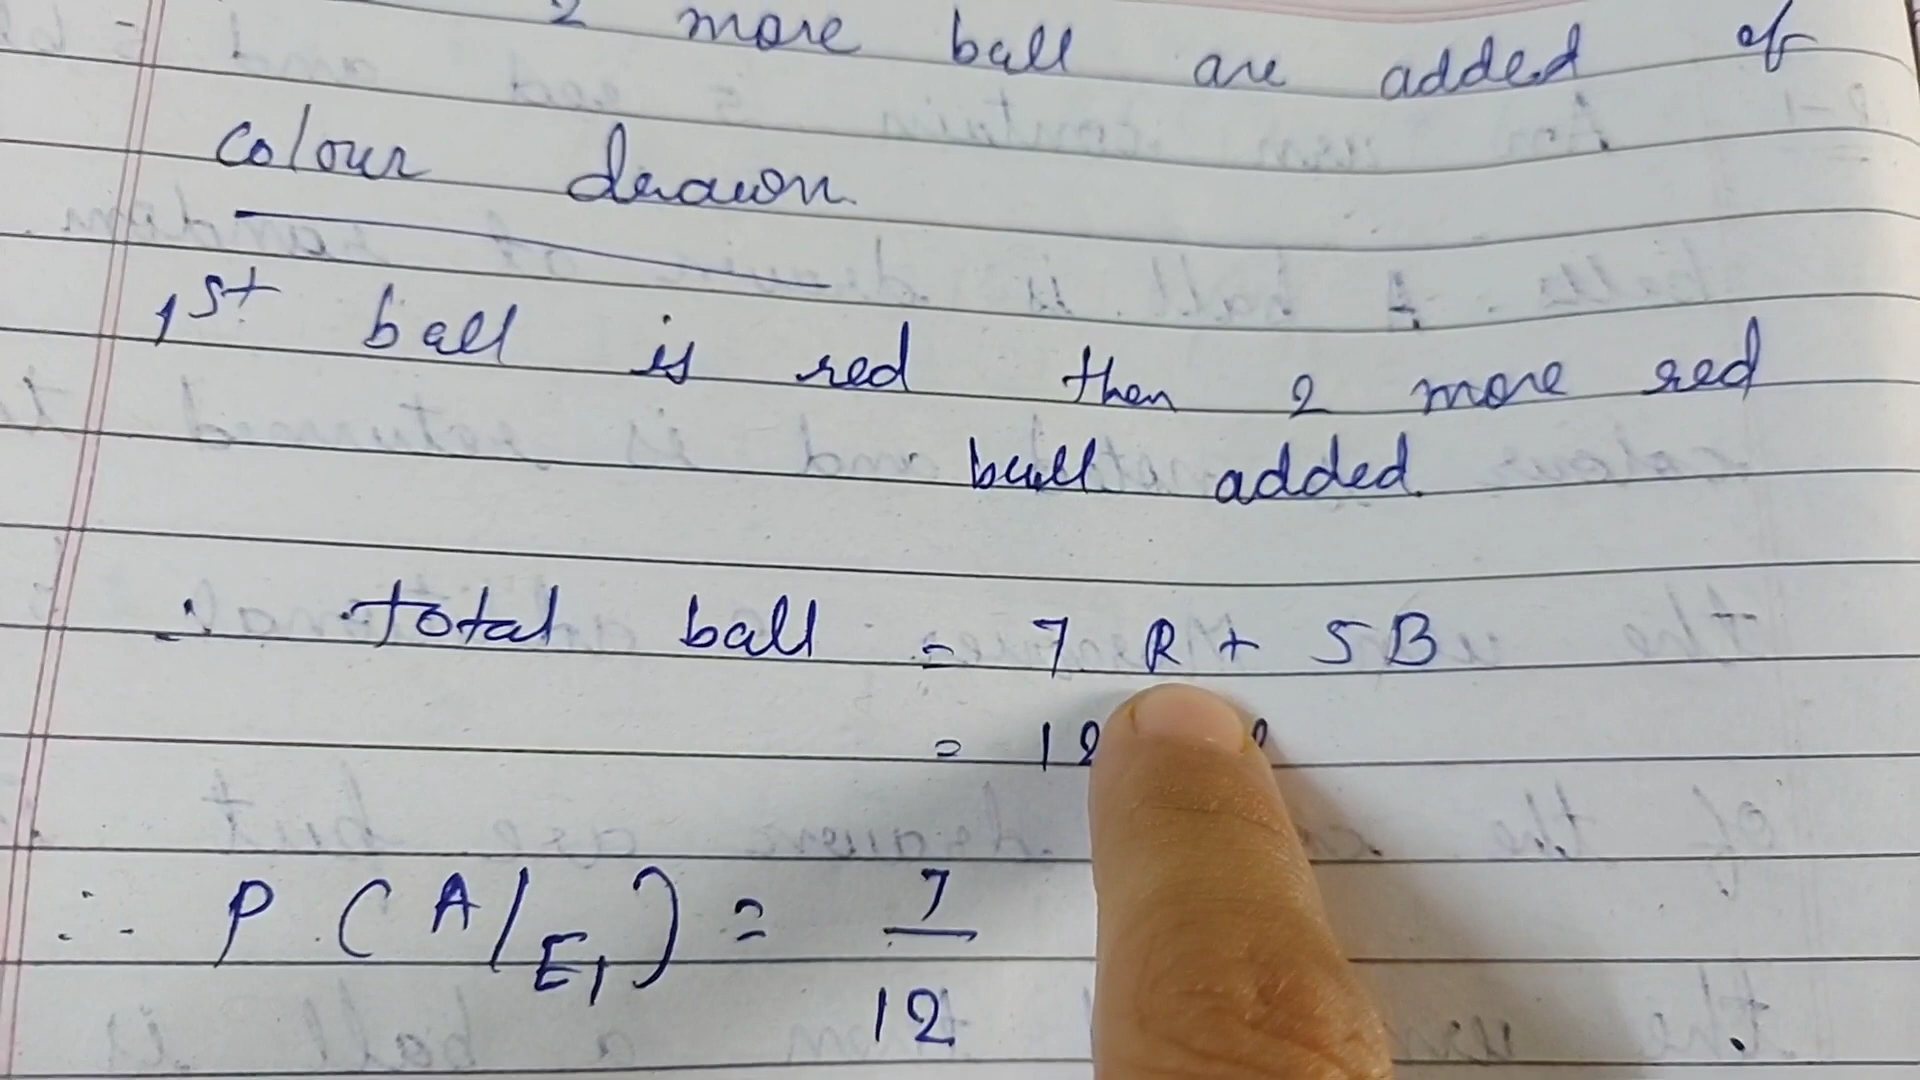 2 more ball are added of
colour drawn.
1st ball is red then 2 more red
ball added.
. total ball = 7 R + 5 B
= 12
∴ P (A/E1) = 7/12